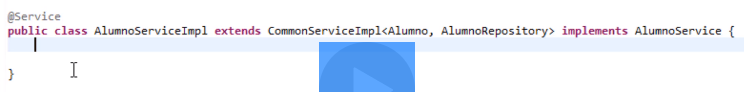 @Service
public class AlumnoServiceImpl extends CommonServiceImpl<Alumno, AlumnoRepository> implements AlumnoService {
}